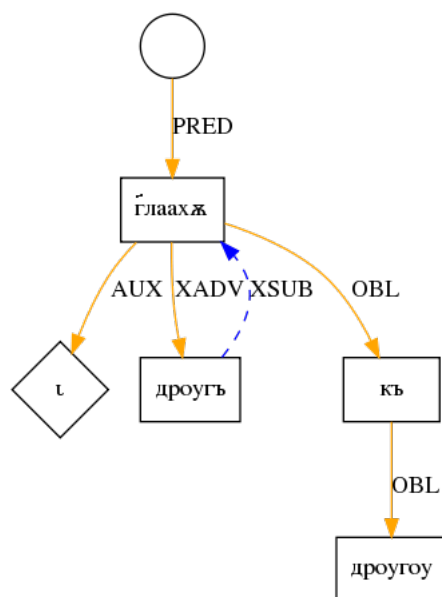 PRED
г҃лаахѫ
AUX XADV XSUB OBL
ι дроугъ къ
OBL
дроугоу